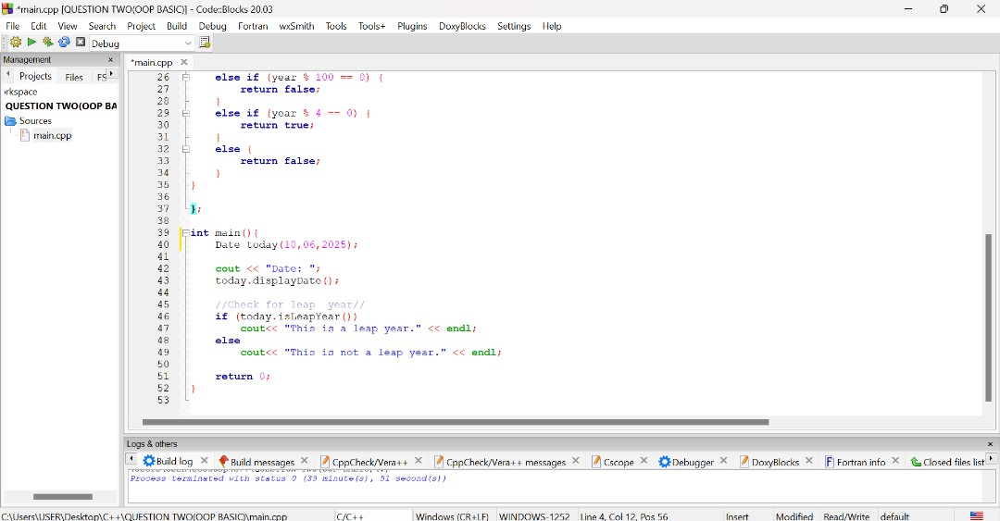 *main.cpp [QUESTION TWO(OOP BASIC)] - Code::Blocks 20.03
File Edit View Search Project Build Debug Fortran wxSmith Tools Tools+ Plugins DoxyBlocks Settings Help
Debug
Management
*main.cpp
Projects Files FS
rkspace
QUESTION TWO(OOP BA
Sources
main.cpp
26 else if (year % 100 == 0) {
27 return false;
28 }
29 else if (year % 4 == 0) {
30 return true;
31 }
32 else {
33 return false;
34 }
35 }
36
37 };
38
39 int main(){
40 Date today(10,06,2025);
41
42 cout << "Date: ";
43 today.displayDate();
44
45 //Check for leap  year//
46 if (today.isLeapYear())
47 cout<< "This is a leap year." << endl;
48 else
49 cout<< "This is not a leap year." << endl;
50
51 return 0;
52 }
53
Logs & others
Build log Build messages CppCheck/Vera++ CppCheck/Vera++ messages Cscope Debugger DoxyBlocks Fortran info Closed files list
Process terminated with status 0 (39 minute(s), 51 second(s))
C:\Users\USER\Desktop\C++\QUESTION TWO(OOP BASIC)\main.cpp C/C++ Windows (CR+LF) WINDOWS-1252 Line 4, Col 12, Pos 56 Insert Modified Read/Write default